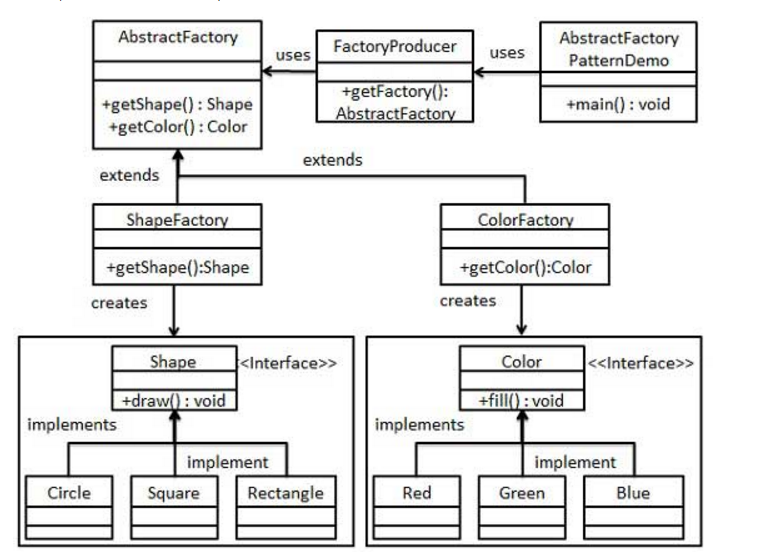 AbstractFactory
+getShape() : Shape
+getColor() : Color
uses
FactoryProducer
+getFactory():
AbstractFactory
uses
AbstractFactory
PatternDemo
+main() : void
extends
extends
ShapeFactory
+getShape():Shape
ColorFactory
+getColor():Color
creates
creates
Shape
<<Interface>>
+draw() : void
implements
implement
Circle
Square
Rectangle
Color
<<Interface>>
+fill() : void
implements
implement
Red
Green
Blue